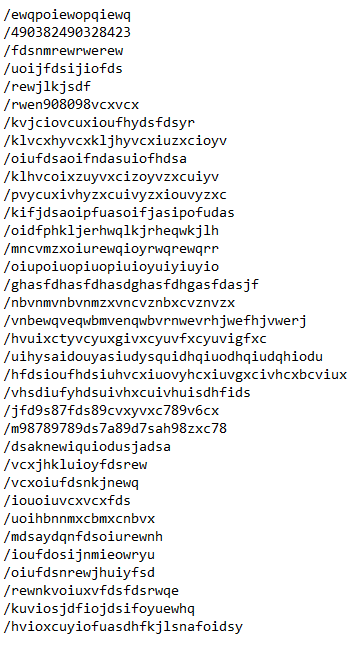 /ewqpoiewopqiewq
/490382490328423
/fdsnmrewrwerew
/uoijfdsijiofds
/rewjlkjsdf
/rwen908098vcxvcx
/kvjciovcuxioufhydsfdsyr
/klvcxhyvcxkljhyvcxiuzxcioyv
/oiufdsaoifndasuiofhdsa
/klhvcoixzuyvxcizoyvzxcuiyv
/pvycuxivhyzxcuivyzxiouvyzxc
/kifjdsaoipfuasoifjasipofudas
/oidfphkljerhwqlkjrheqwkjlh
/mncvmzxoiurewqioyrwqrewqrr
/oiupoiuopiuopiuioyuiyiuyio
/ghasfdhasfdhasdghasfdhgasfdasjf
/nbvnmvnbvnmzxvncvznbxcvznvzx
/vnbewqveqwbmvenqwbvrnwevrhjwefhjvwerj
/hvuixctyvcyuxgivxcyuvfxcyuvigfxc
/uihysaidouyasiudysquidhqiuodhqiudqhiodu
/hfdsioufhdsiuhvcxiuovyhcxiuvgxcivhcxbcviux
/vhsdiufyhdsuivhxcuivhuisdhfids
/jfd9s87fds89cvxyvxc789v6cx
/m98789789ds7a89d7sah98zxc78
/dsaknewiquiodusjadsa
/vcxjhkluioyfdsrew
/vcxoiufdsnkjnewq
/iouoiuvcxvcxfds
/uoihbnnmxcbmxcnbvx
/mdsaydqnfdsoiurewnh
/ioufdosijnmieowryu
/oiufdsnrewjhuiyfsd
/rewnkvoiuxvfdsfdsrwqe
/kuviosjdfiojdsifoyuewhq
/hvioxcuyiofuasdhfkjlsnafoidsy